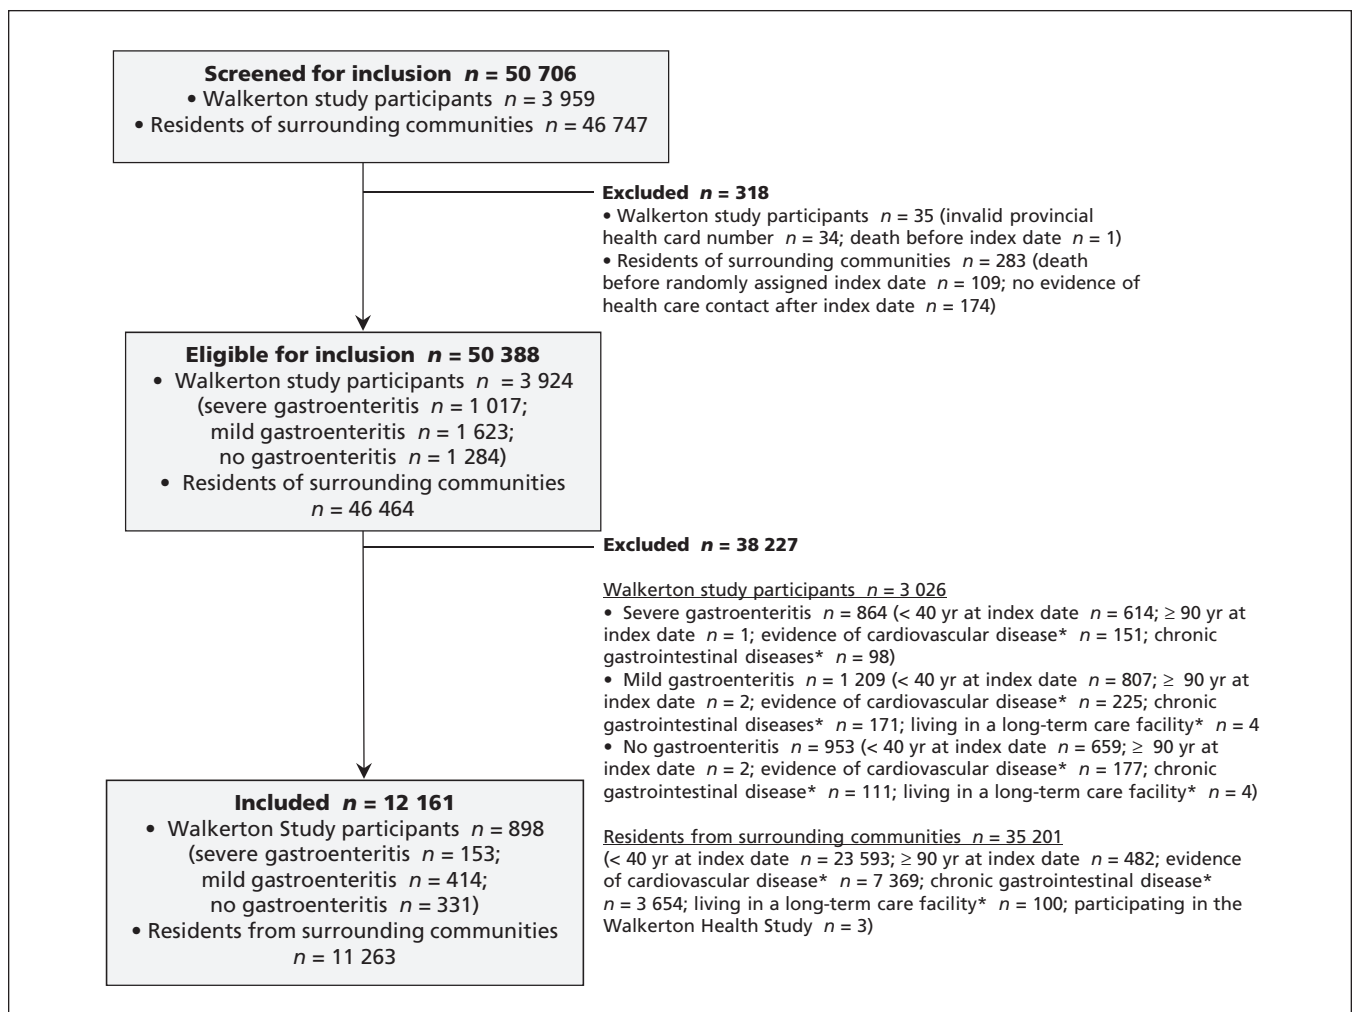 Screened for inclusion n = 50 706
• Walkerton study participants n = 3 959
• Residents of surrounding communities n = 46 747
Excluded n = 318
• Walkerton study participants n = 35 (invalid provincial
health card number n = 34; death before index date n = 1)
• Residents of surrounding communities n = 283 (death
before randomly assigned index date n = 109; no evidence of
health care contact after index date n = 174)
Eligible for inclusion n = 50 388
• Walkerton study participants n = 3 924
(severe gastroenteritis n = 1 017;
mild gastroenteritis n = 1 623;
no gastroenteritis n = 1 284)
• Residents of surrounding communities
n = 46 464
Excluded n = 38 227
Walkerton study participants n = 3 026
• Severe gastroenteritis n = 864 (< 40 yr at index date n = 614; ≥ 90 yr at
index date n = 1; evidence of cardiovascular disease* n = 151; chronic
gastrointestinal diseases* n = 98)
• Mild gastroenteritis n = 1 209 (< 40 yr at index date n = 807; ≥ 90 yr at
index date n = 2; evidence of cardiovascular disease* n = 225; chronic
gastrointestinal diseases* n = 171; living in a long-term care facility* n = 4
• No gastroenteritis n = 953 (< 40 yr at index date n = 659; ≥ 90 yr at
index date n = 2; evidence of cardiovascular disease* n = 177; chronic
gastrointestinal disease* n = 111; living in a long-term care facility* n = 4)
Residents from surrounding communities n = 35 201
(< 40 yr at index date n = 23 593; ≥ 90 yr at index date n = 482; evidence
of cardiovascular disease* n = 7 369; chronic gastrointestinal disease*
n = 3 654; living in a long-term care facility* n = 100; participating in the
Walkerton Health Study n = 3)
Included n = 12 161
• Walkerton Study participants n = 898
(severe gastroenteritis n = 153;
mild gastroenteritis n = 414;
no gastroenteritis n = 331)
• Residents from surrounding communities
n = 11 263